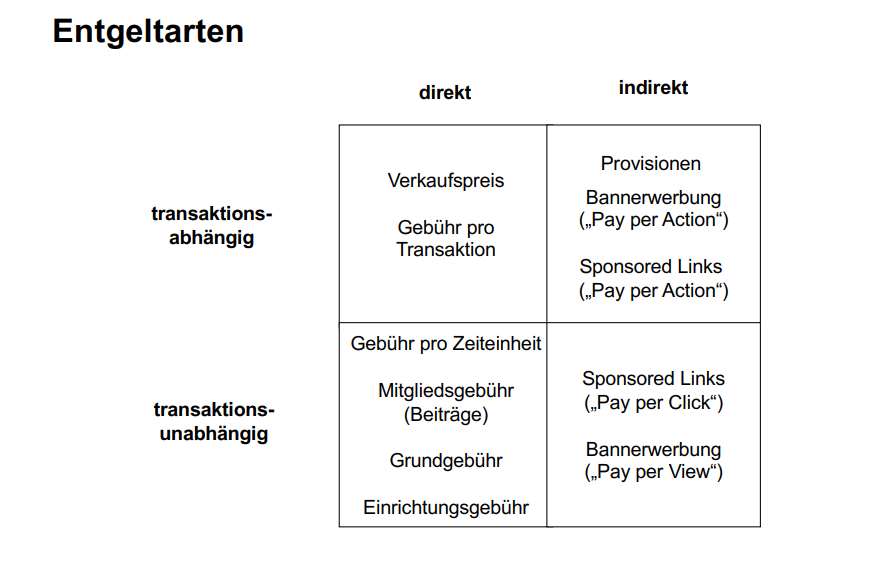 Entgeltarten
direkt
indirekt
transaktions-
abhängig
Verkaufspreis
Gebühr pro
Transaktion
Provisionen
Bannerwerbung
(„Pay per Action“)
Sponsored Links
(„Pay per Action“)
transaktions-
unabhängig
Gebühr pro Zeiteinheit
Mitgliedsgebühr
(Beiträge)
Grundgebühr
Einrichtungsgebühr
Sponsored Links
(„Pay per Click“)
Bannerwerbung
(„Pay per View“)